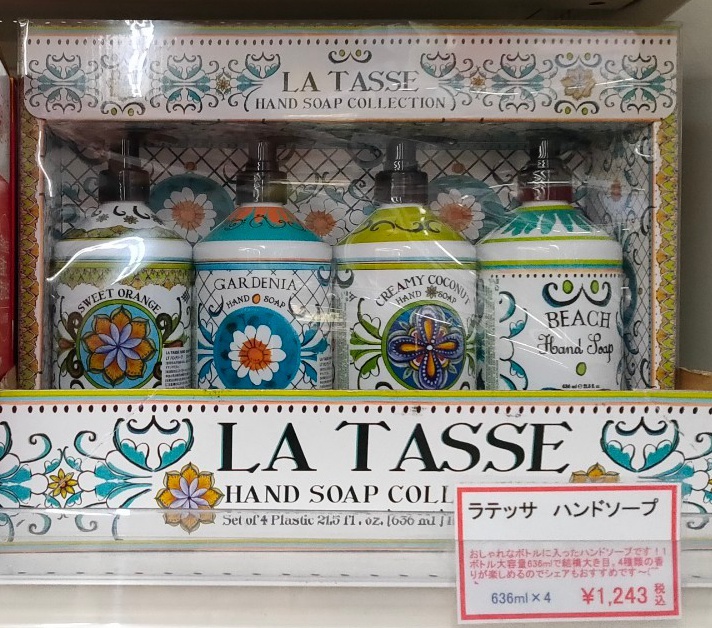 LA TASSE
HAND SOAP COLLECTION
SWEET ORANGE
GARDENIA
HAND SOAP
CREAMY COCONUT
HAND SOAP
BEACH
Hand Soap
LA TASSE
HAND SOAP COLL
Set of 4 Plastic 21.5 fl. oz. [636 ml]
ラテッサ ハンドソープ
おしゃれなボトルに入ったハンドソープです!1
ボトル大容量636mlで結構大き目。4種類の香
りが楽しめるのでシェアもおすすめです~
636ml×4 ¥1,243 税込